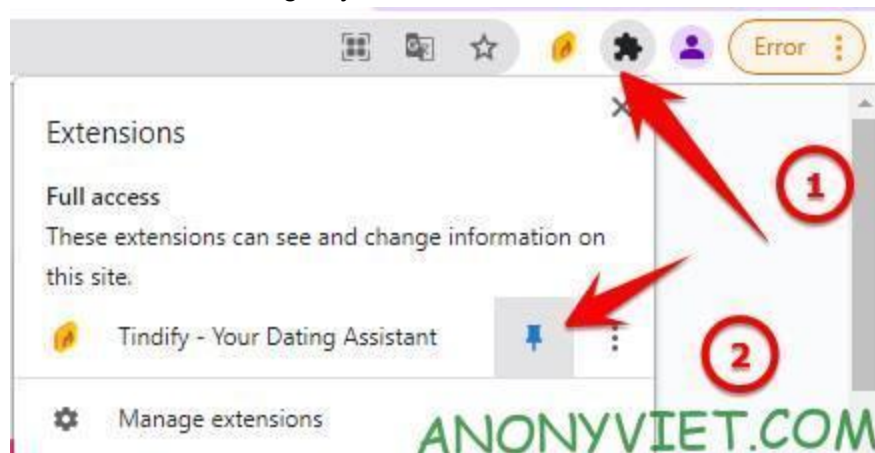 Error
Extensions
Full access
These extensions can see and change information on
this site.
Tindify - Your Dating Assistant
Manage extensions
1
2
ANONYVIET.COM